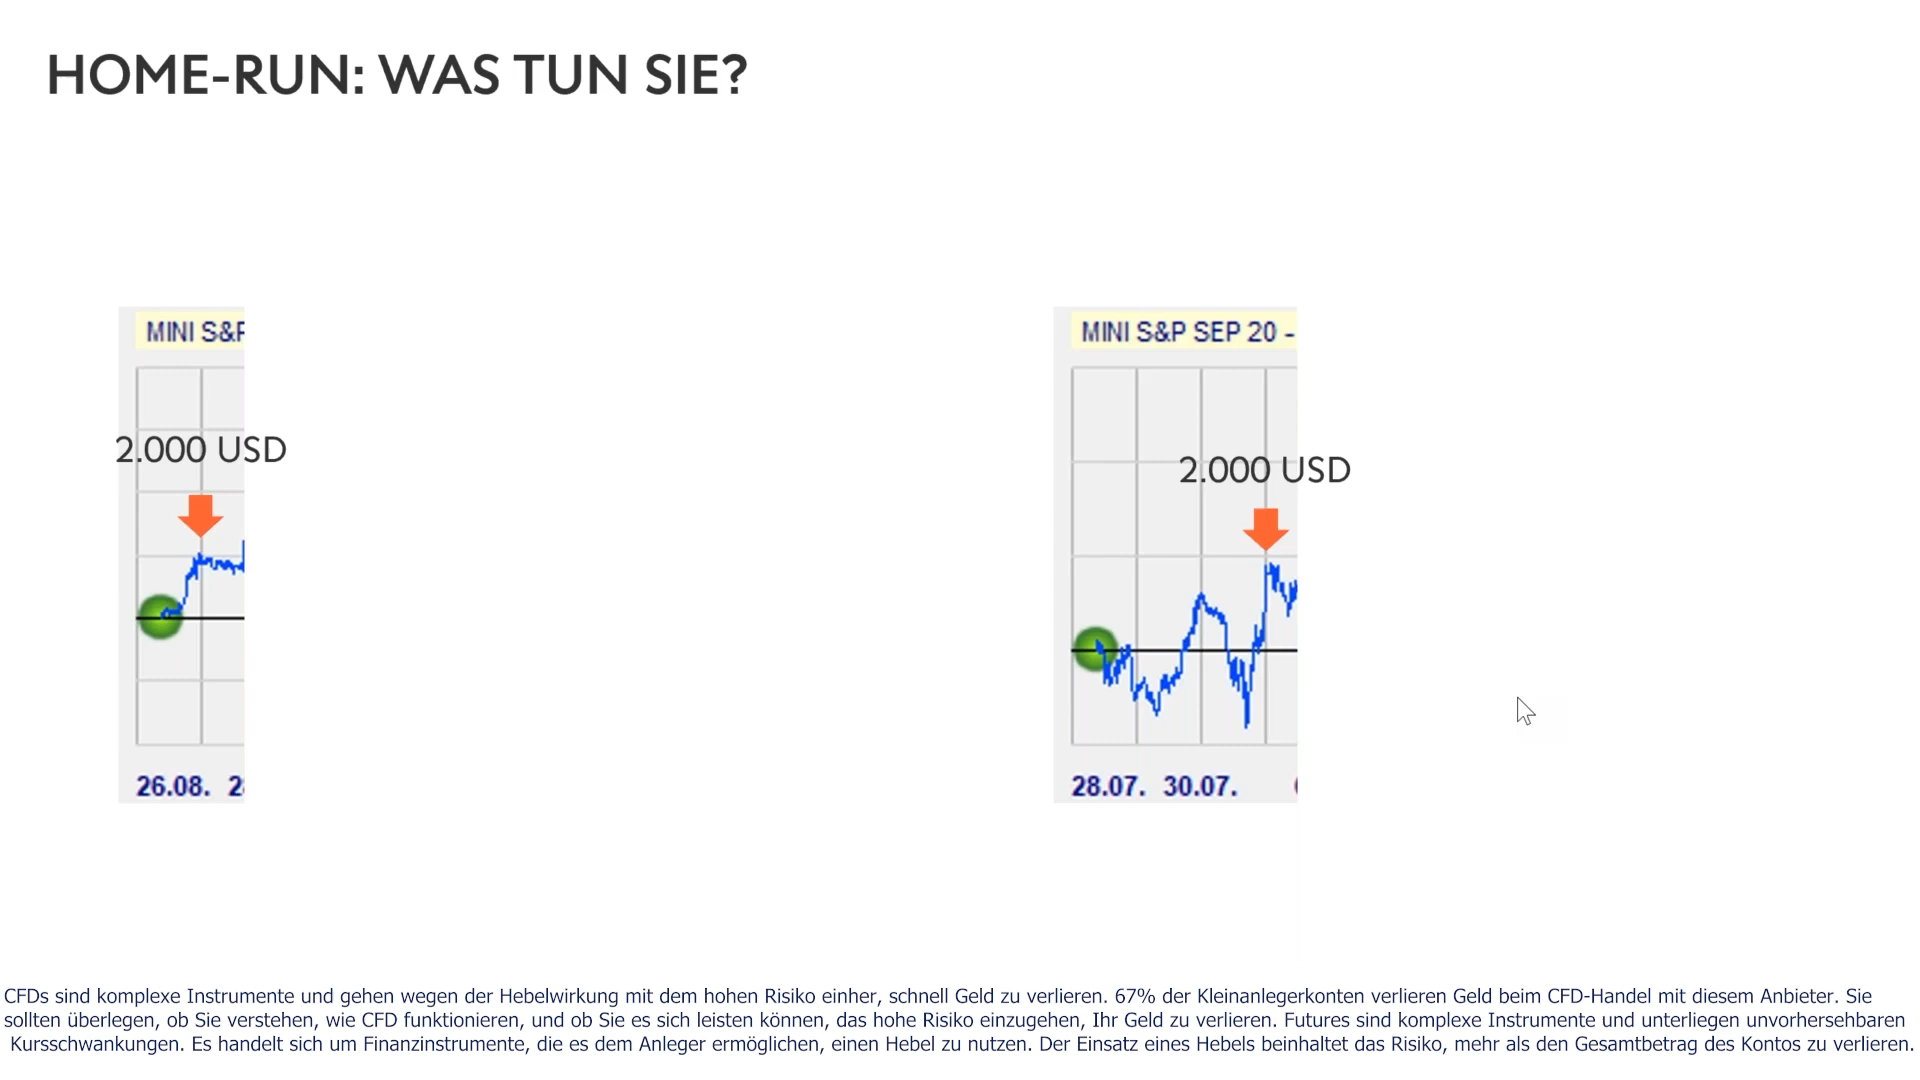 HOME-RUN: WAS TUN SIE?
MINI S&P
2.000 USD
26.08.
MINI S&P SEP 20 -
2.000 USD
28.07. 30.07.
CFDs sind komplexe Instrumente und gehen wegen der Hebelwirkung mit dem hohen Risiko einher, schnell Geld zu verlieren. 67% der Kleinanlegerkonten verlieren Geld beim CFD-Handel mit diesem Anbieter. Sie
sollten überlegen, ob Sie verstehen, wie CFD funktionieren, und ob Sie es sich leisten können, das hohe Risiko einzugehen, Ihr Geld zu verlieren. Futures sind komplexe Instrumente und unterliegen unvorhersehbaren
Kursschwankungen. Es handelt sich um Finanzinstrumente, die es dem Anleger ermöglichen, einen Hebel zu nutzen. Der Einsatz eines Hebels beinhaltet das Risiko, mehr als den Gesamtbetrag des Kontos zu verlieren.